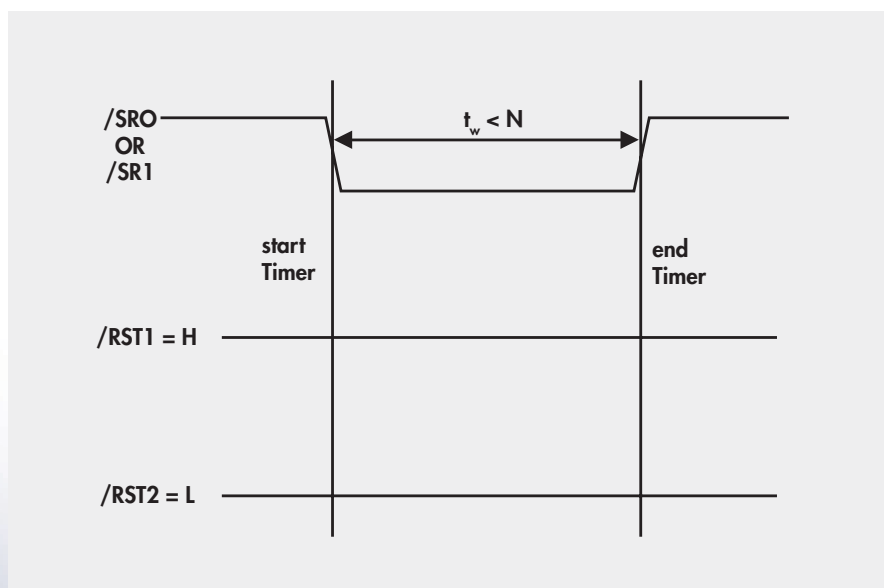 /SRO
OR
/SR1
t_w < N
start
Timer
end
Timer
/RST1 = H
/RST2 = L